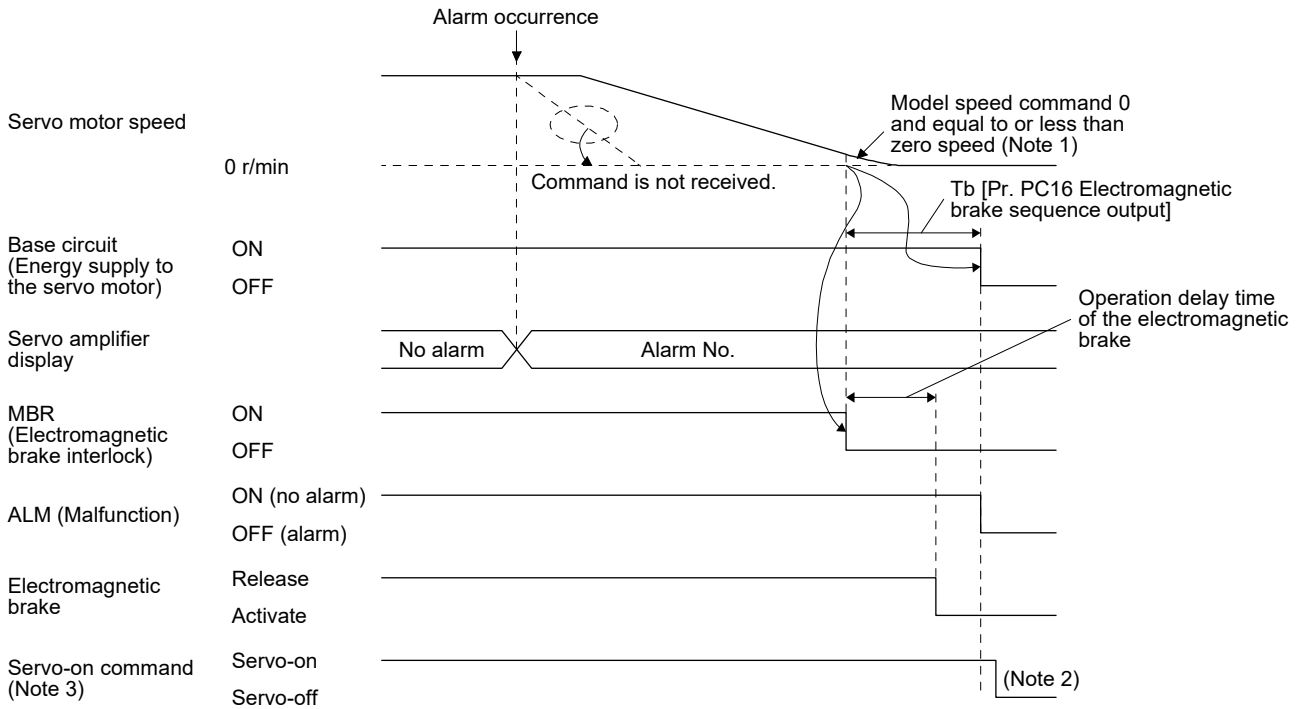 Alarm occurrence
Servo motor speed
0 r/min
Model speed command 0
and equal to or less than
zero speed (Note 1)
Command is not received.
Tb [Pr. PC16 Electromagnetic
brake sequence output]
Base circuit
(Energy supply to
the servo motor)
ON
OFF
Operation delay time
of the electromagnetic
brake
Servo amplifier
display
No alarm
Alarm No.
MBR
(Electromagnetic
brake interlock)
ON
OFF
ALM (Malfunction)
ON (no alarm)
OFF (alarm)
Electromagnetic
brake
Release
Activate
Servo-on command
(Note 3)
Servo-on
Servo-off
(Note 2)